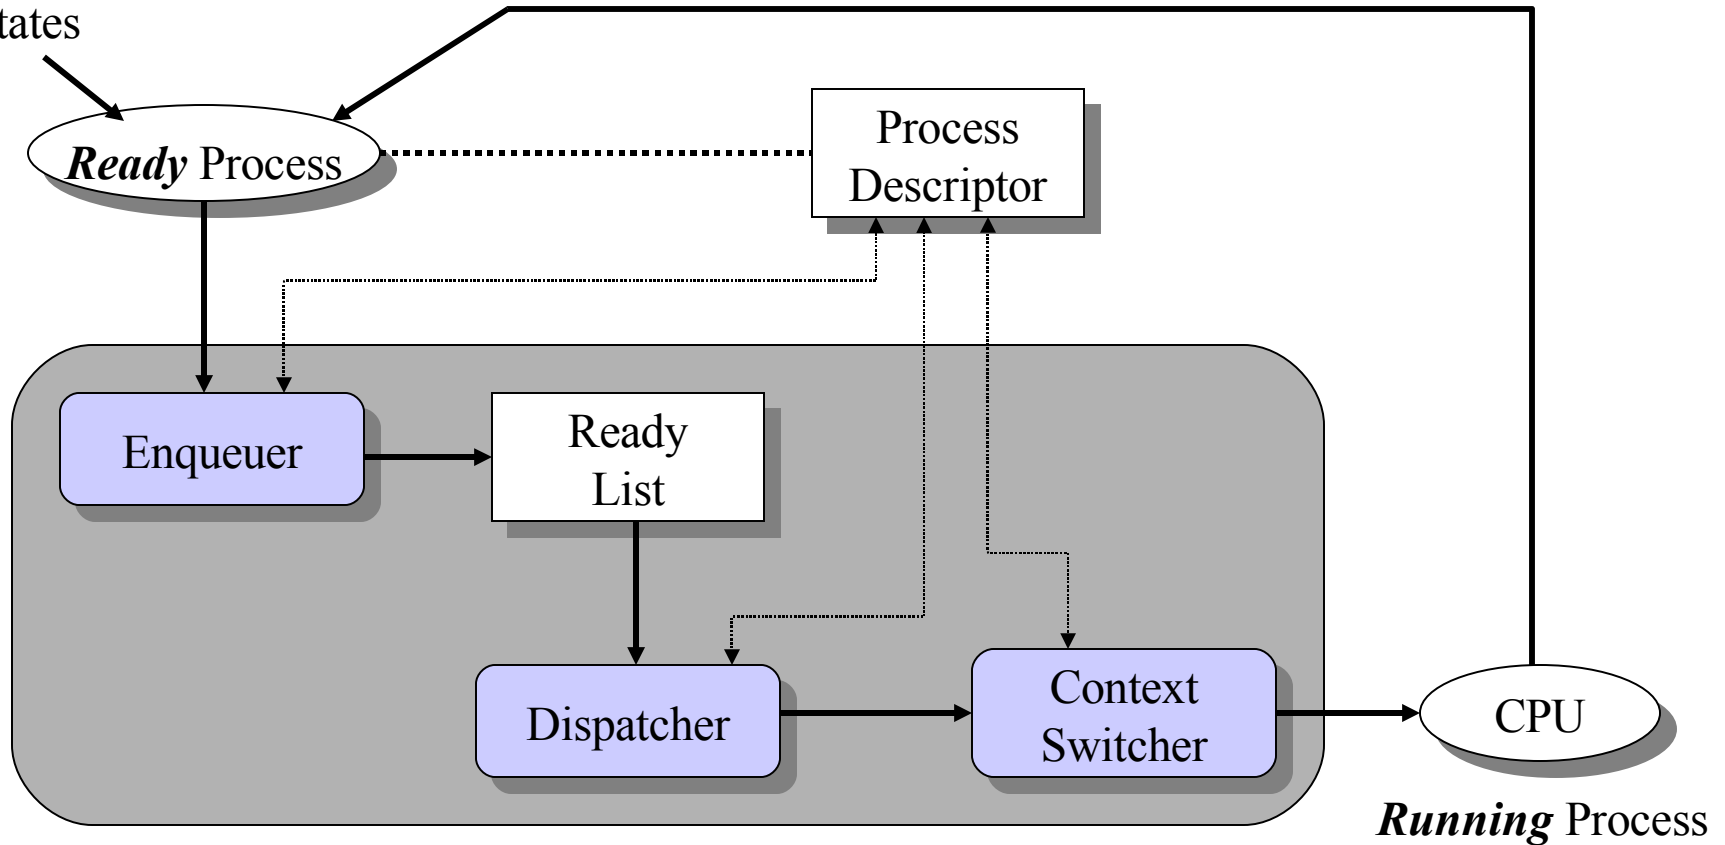 tates
Ready Process
Process
Descriptor
Enqueuer
Ready
List
Dispatcher
Context
Switcher
CPU
Running Process